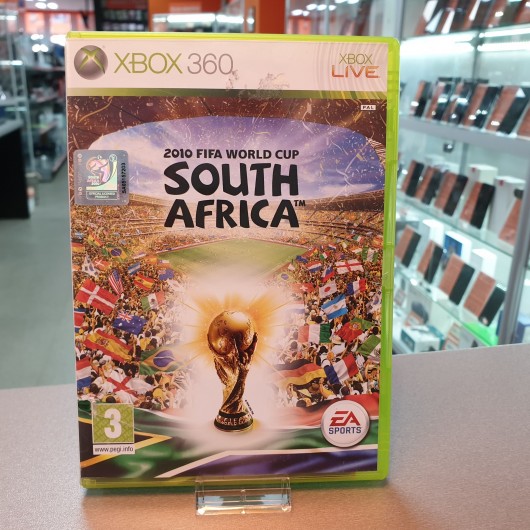 XBOX 360
XBOX
LIVE
PAL
2010 FIFA WORLD CUP
SOUTH
AFRICA™
3
www.pegi.info
EA
SPORTS